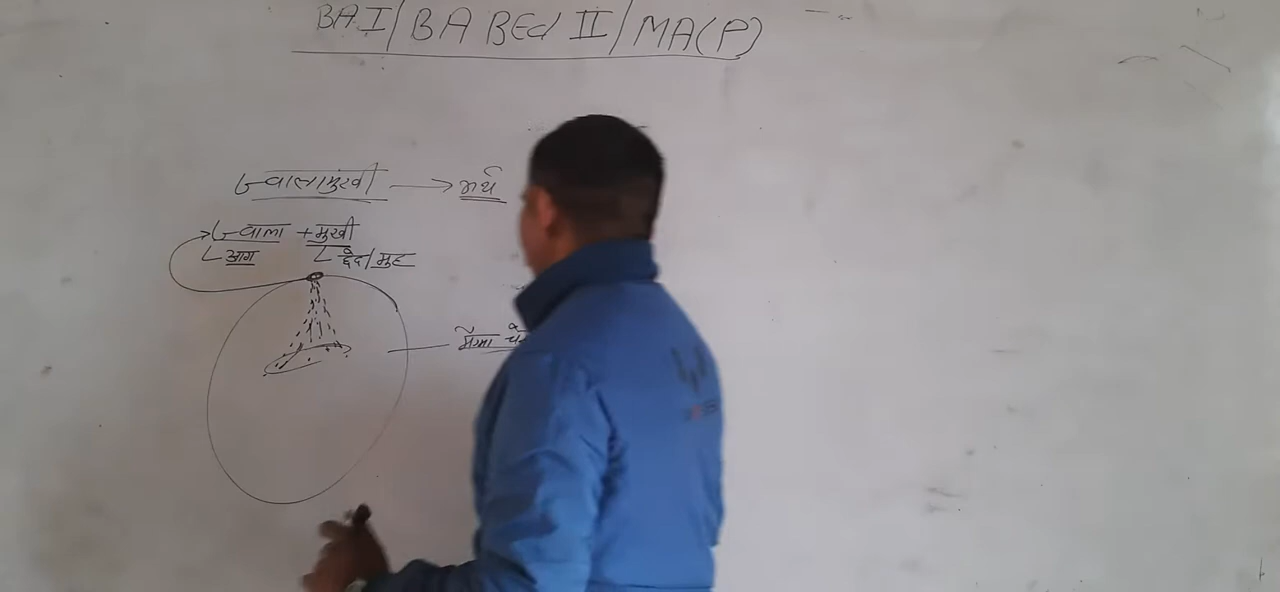 BA I / BA BEd II / MA(P)
ज्वालामुखी → अर्थ
ज्वाला + मुखी
आग छेद/मुह
मैग्मा